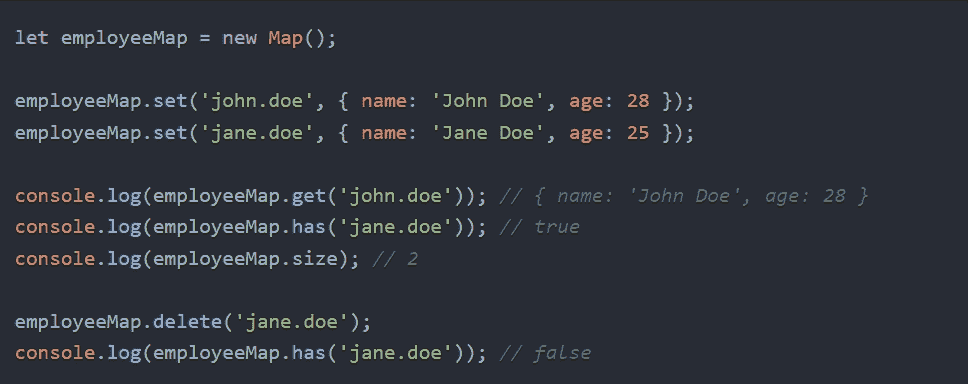 let employeeMap = new Map();
employeeMap.set('john.doe', { name: 'John Doe', age: 28 });
employeeMap.set('jane.doe', { name: 'Jane Doe', age: 25 });
console.log(employeeMap.get('john.doe')); // { name: 'John Doe', age: 28 }
console.log(employeeMap.has('jane.doe')); // true
console.log(employeeMap.size); // 2
employeeMap.delete('jane.doe');
console.log(employeeMap.has('jane.doe')); // false